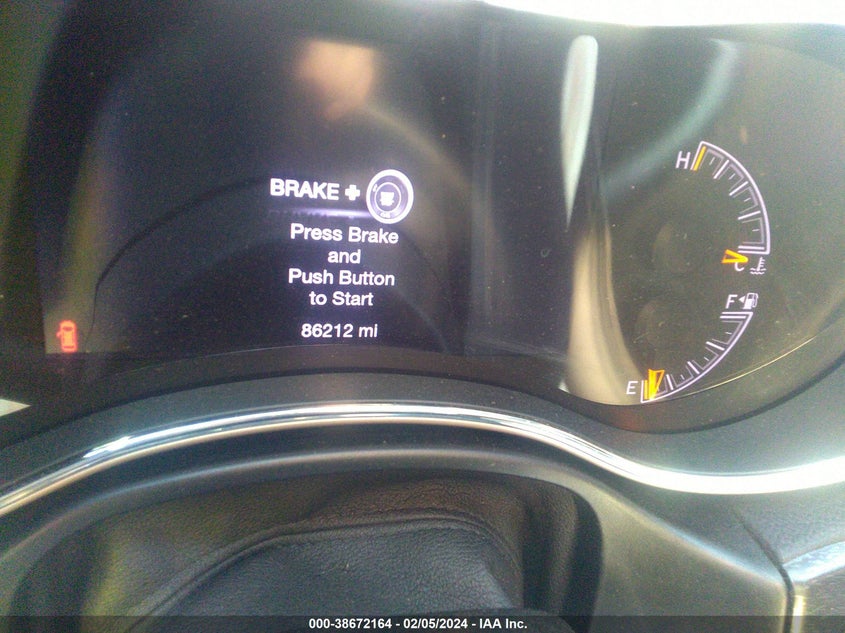 BRAKE +
Press Brake
and
Push Button
to Start
86212 mi
H
C
F
E
000-38672164 - 02/05/2024 - IAA Inc.